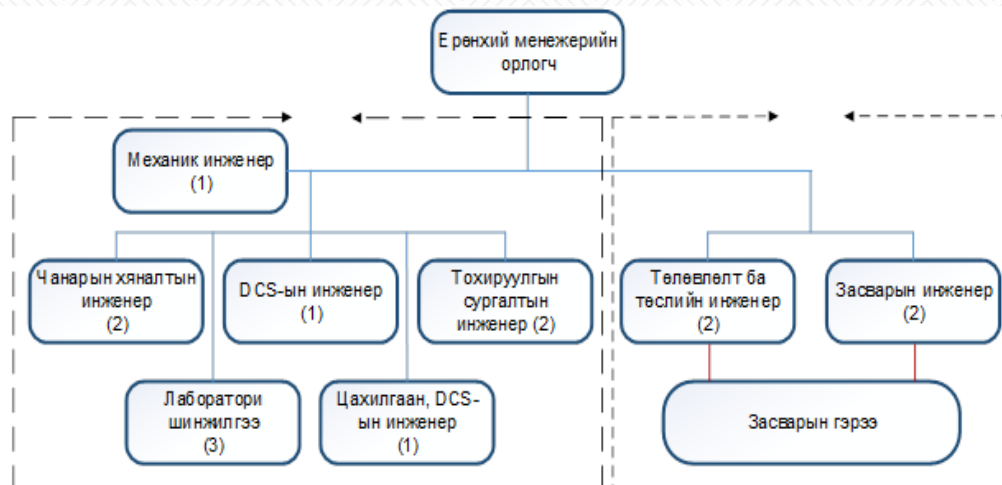 Ерөнхий менежерийн
орлогч
Механик инженер
(1)
Чанарын хяналтын
инженер
(2)
DCS-ын инженер
(1)
Тохируулгын
сургалтын
инженер (2)
Төлөвлөлт ба
төслийн инженер
(2)
Засварын инженер
(2)
Лаборатори
шинжилгээ
(3)
Цахилгаан, DCS-
ын инженер
(1)
Засварын гэрээ